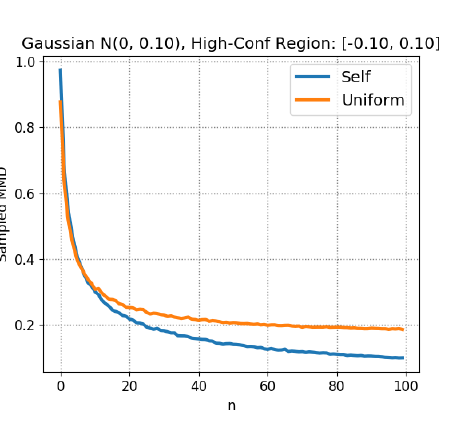 Gaussian N(0, 0.10), High-Conf Region: [-0.10, 0.10]
Self
Uniform
1.0
0.8
0.6
0.4
0.2
Sampled MMD
0 20 40 60 80 100
n